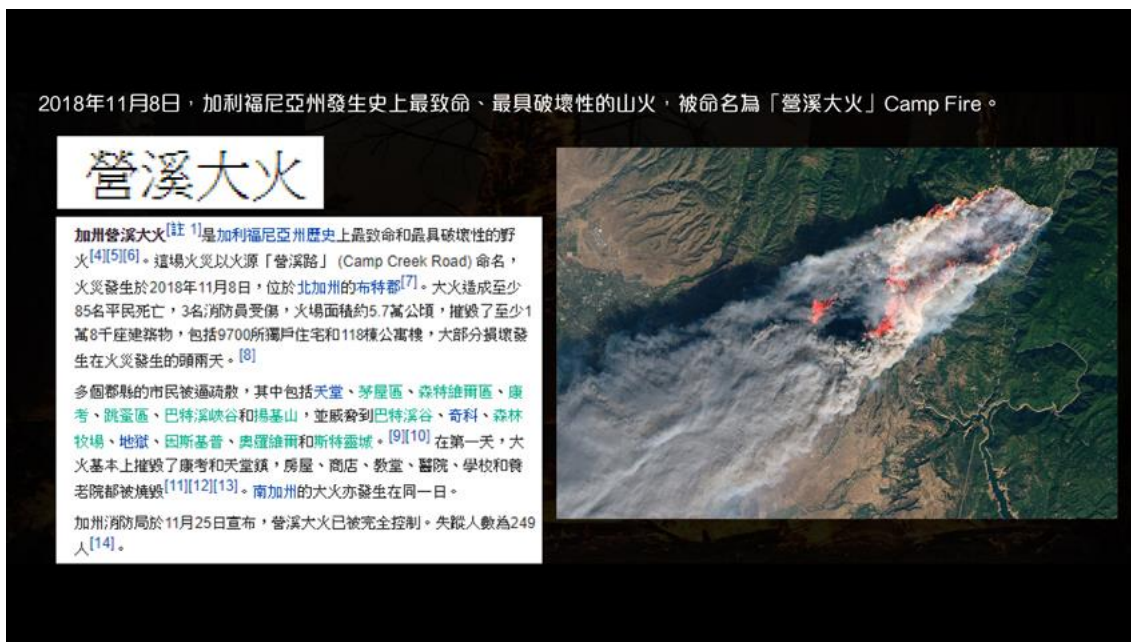 2018年11月8日，加利福尼亞州發生史上最致命、最具破壞性的山火，被命名為「營溪大火」Camp Fire。
營溪大火
加州營溪大火[註 1]是加利福尼亞州歷史上最致命和最具破壞性的野
火[4][5][6]。這場火災以火源「營溪路」 (Camp Creek Road) 命名，
火災發生於2018年11月8日，位於北加州的布特郡[7]。大火造成至少
85名平民死亡，3名消防員受傷，火場面積約5.7萬公頃，摧毀了至少1
萬8千座建築物，包括9700所獨戶住宅和118棟公寓樓，大部分損壞發
生在火災發生的頭兩天。[8]
多個郡縣的市民被逼疏散，其中包括天堂、茅屋區、森特維爾區、康
考、跳蚤區、巴特溪峽谷和揚基山，並威脅到巴特溪谷、奇科、森林
牧場、地獄、因斯基普、奧羅維爾和斯特靈城。[9][10] 在第一天，大
火基本上摧毀了康考和天堂鎮，房屋、商店、教堂、醫院、學校和養
老院都被燒毀[11][12][13]。南加州的大火亦發生在同一日。
加州消防局於11月25日宣布，營溪大火已被完全控制。失蹤人數為249
人[14]。